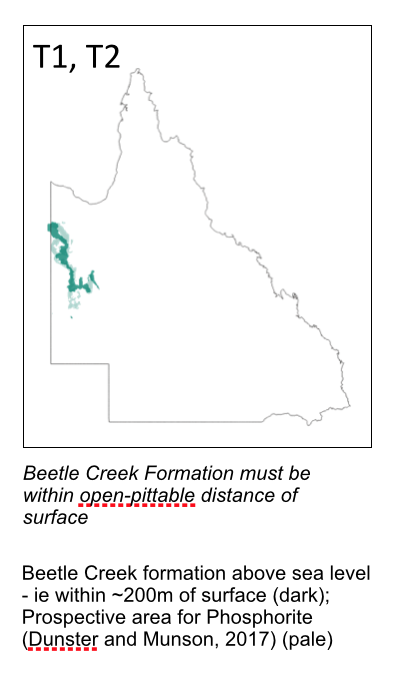 T1, T2
Beetle Creek Formation must be
within open-pittable distance of
surface
Beetle Creek formation above sea level
- ie within ~200m of surface (dark);
Prospective area for Phosphorite
(Dunster and Munson, 2017) (pale)